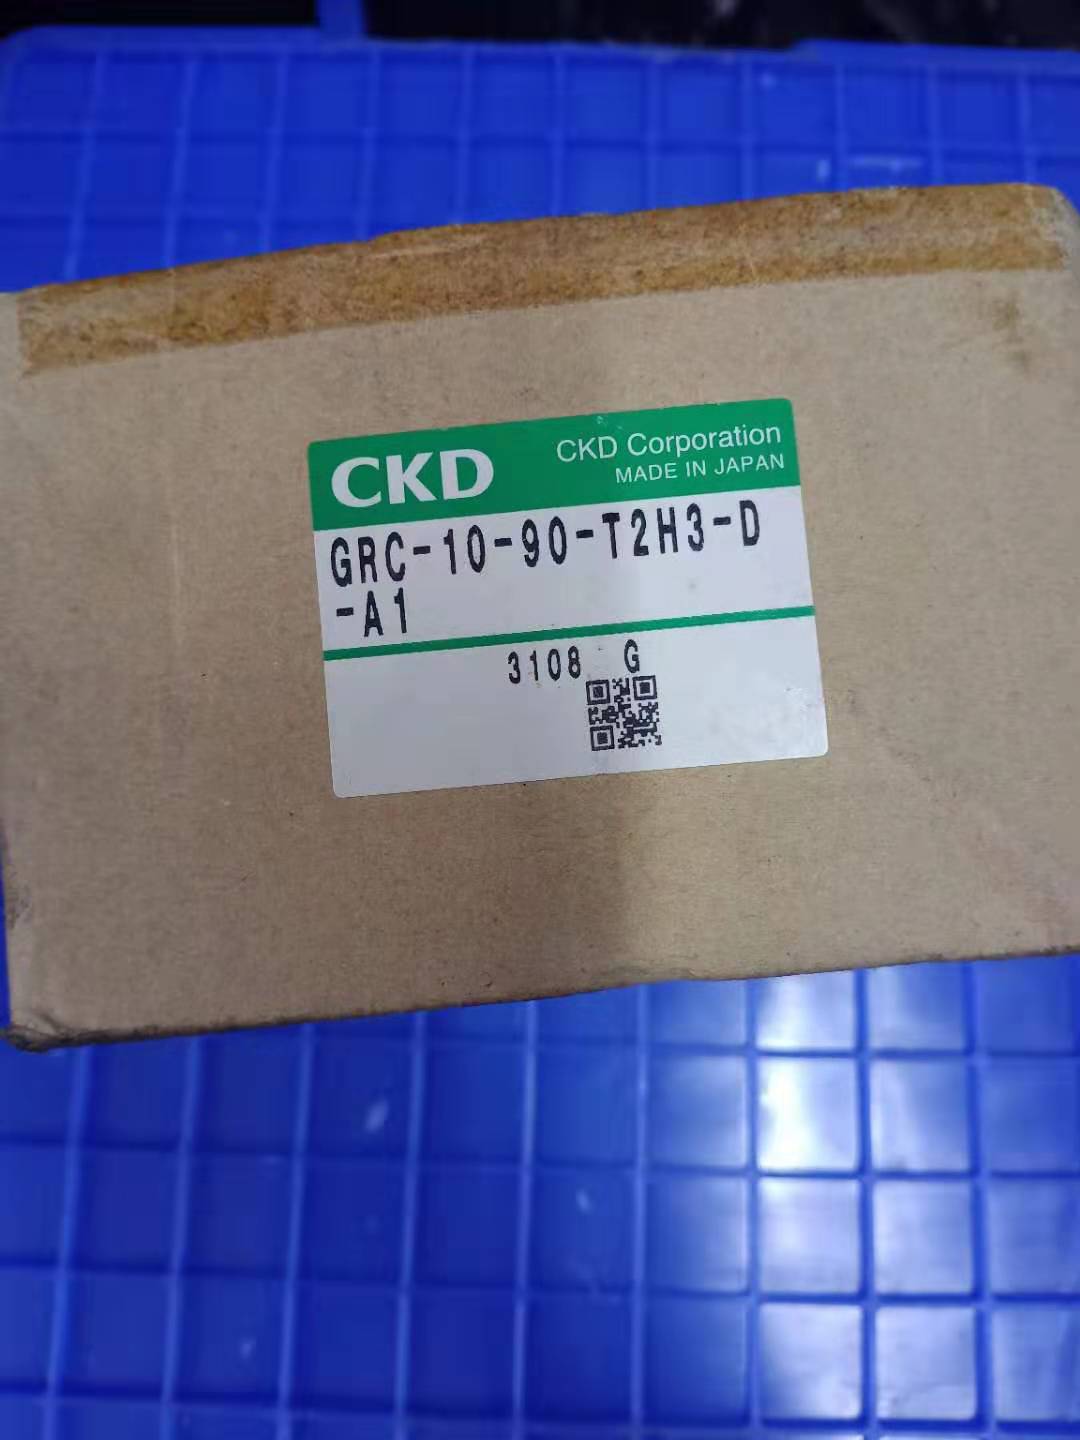 CKD
CKD Corporation
MADE IN JAPAN
GRC-10-90-T2H3-D
-A1
3108 G